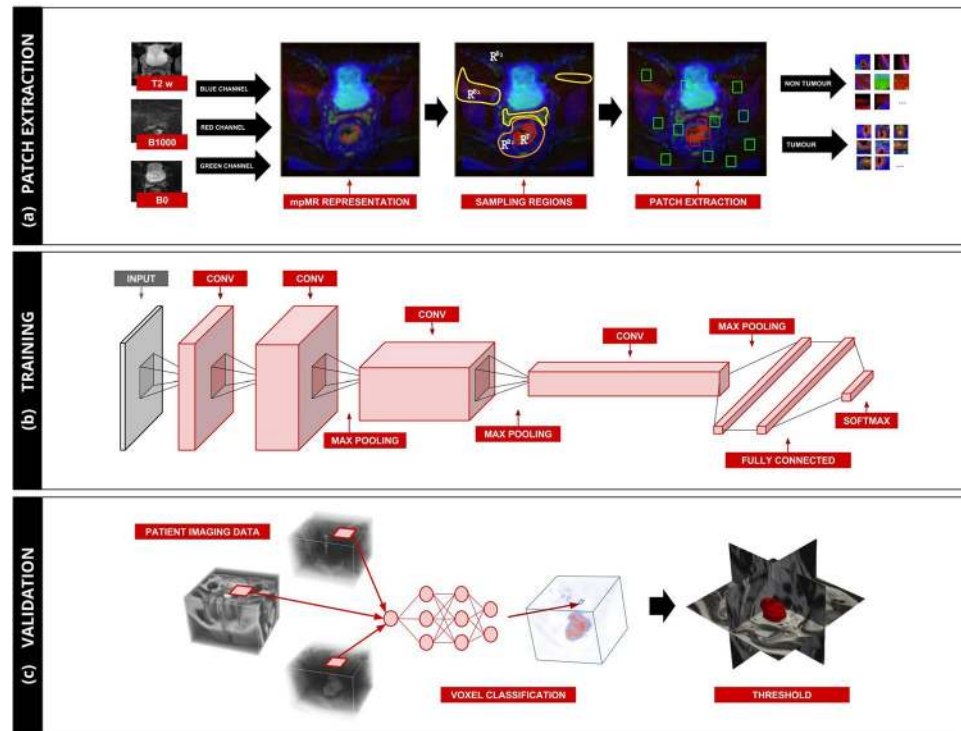 (a) PATCH EXTRACTION
T2 w
B1000
B0
BLUE CHANNEL
RED CHANNEL
GREEN CHANNEL
mpMR REPRESENTATION
SAMPLING REGIONS
PATCH EXTRACTION
NON TUMOUR
TUMOUR
(b) TRAINING
INPUT
CONV
CONV
CONV
CONV
MAX POOLING
MAX POOLING
MAX POOLING
FULLY CONNECTED
SOFTMAX
(c) VALIDATION
PATIENT IMAGING DATA
VOXEL CLASSIFICATION
THRESHOLD